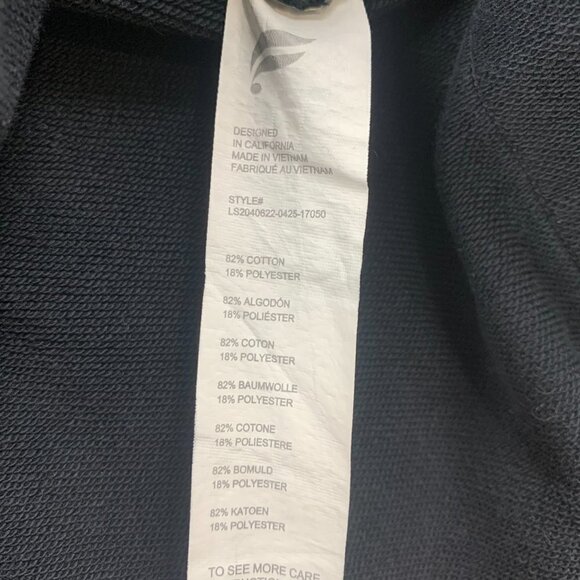 DESIGNED
IN CALIFORNIA
MADE IN VIETNAM
FABRIQUÉ AU VIETNAM
STYLE#
LS2040622-0425-17050
82% COTTON
18% POLYESTER
82% ALGODÓN
18% POLIÉSTER
82% COTON
18% POLYESTER
82% BAUMWOLLE
18% POLYESTER
82% COTONE
18% POLIESTERE
82% BOMULD
18% POLYESTER
82% KATOEN
18% POLYESTER
TO SEE MORE CARE